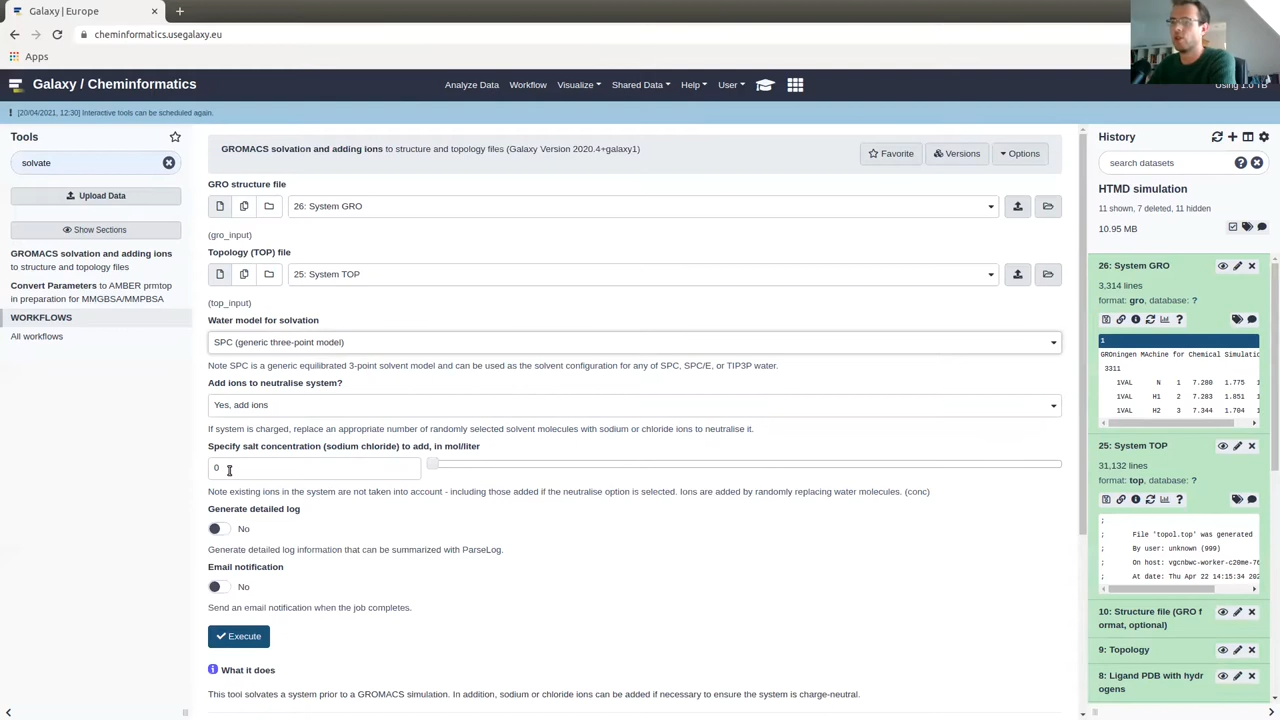 Galaxy | Europe
cheminformatics.usegalaxy.eu
Apps
Galaxy / Cheminformatics
Analyze Data
Workflow
Visualize
Shared Data
Help
User
Using 1.0 TB
[20/04/2021, 12:30] Interactive tools can be scheduled again.
Tools
solvate
Upload Data
Show Sections
GROMACS solvation and adding ions
to structure and topology files
Convert Parameters to AMBER prmtop
in preparation for MMGBSA/MMPBSA
WORKFLOWS
All workflows
GROMACS solvation and adding ions to structure and topology files (Galaxy Version 2020.4+galaxy1)
Favorite
Versions
Options
GRO structure file
26: System GRO
(gro_input)
Topology (TOP) file
25: System TOP
(top_input)
Water model for solvation
SPC (generic three-point model)
Note SPC is a generic equilibrated 3-point solvent model and can be used as the solvent configuration for any of SPC, SPC/E, or TIP3P water.
Add ions to neutralise system?
Yes, add ions
If system is charged, replace an appropriate number of randomly selected solvent molecules with sodium or chloride ions to neutralise it.
Specify salt concentration (sodium chloride) to add, in mol/liter
0
Note existing ions in the system are not taken into account - including those added if the neutralise option is selected. Ions are added by randomly replacing water molecules. (conc)
Generate detailed log
No
Generate detailed log information that can be summarized with ParseLog.
Email notification
No
Send an email notification when the job completes.
Execute
What it does
This tool solvates a system prior to a GROMACS simulation. In addition, sodium or chloride ions can be added if necessary to ensure the system is charge-neutral.
History
search datasets
HTMD simulation
11 shown, 7 deleted, 11 hidden
10.95 MB
26: System GRO
3,314 lines
format: gro, database: ?
1
GROningen MAchine for Chemical Simulatio
3311
1VAL N 1 7.280 1.775
1VAL H1 2 7.283 1.851
1VAL H2 3 7.344 1.704
25: System TOP
31,132 lines
format: top, database: ?
;
; File 'topol.top' was generated
; By user: unknown (999)
; On host: vgcnbwc-worker-c20me-76
; At date: Thu Apr 22 14:15:34 202
10: Structure file (GRO f
ormat, optional)
9: Topology
8: Ligand PDB with hydr
ogens